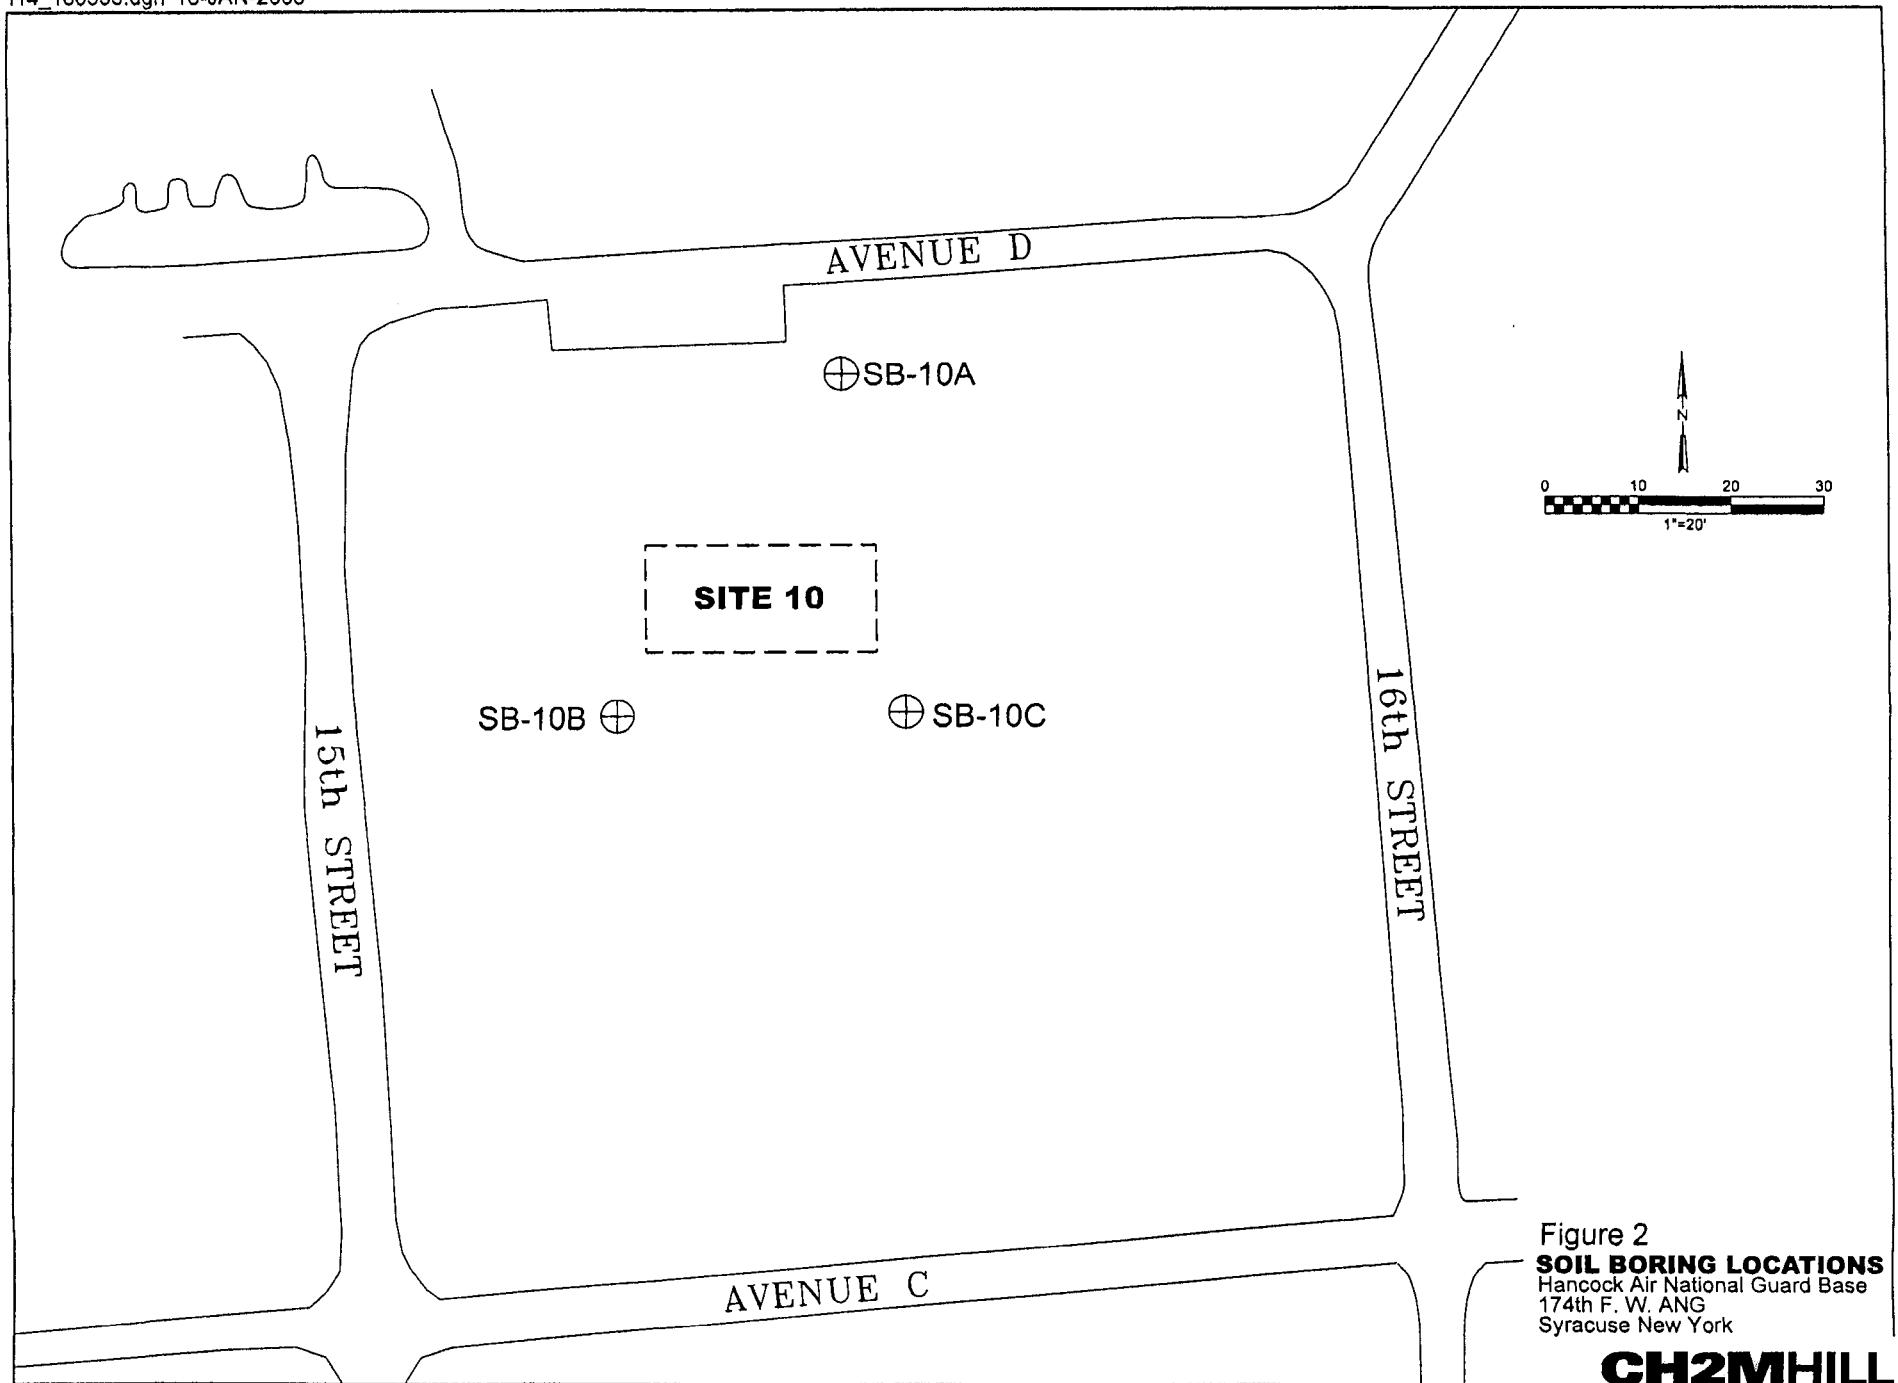 AVENUE D
SB-10A
N
0 10 20 30
1"=20'
SITE 10
SB-10B
SB-10C
15th STREET
16th STREET
AVENUE C
Figure 2
SOIL BORING LOCATIONS
Hancock Air National Guard Base
174th F. W. ANG
Syracuse New York
CH2MHILL